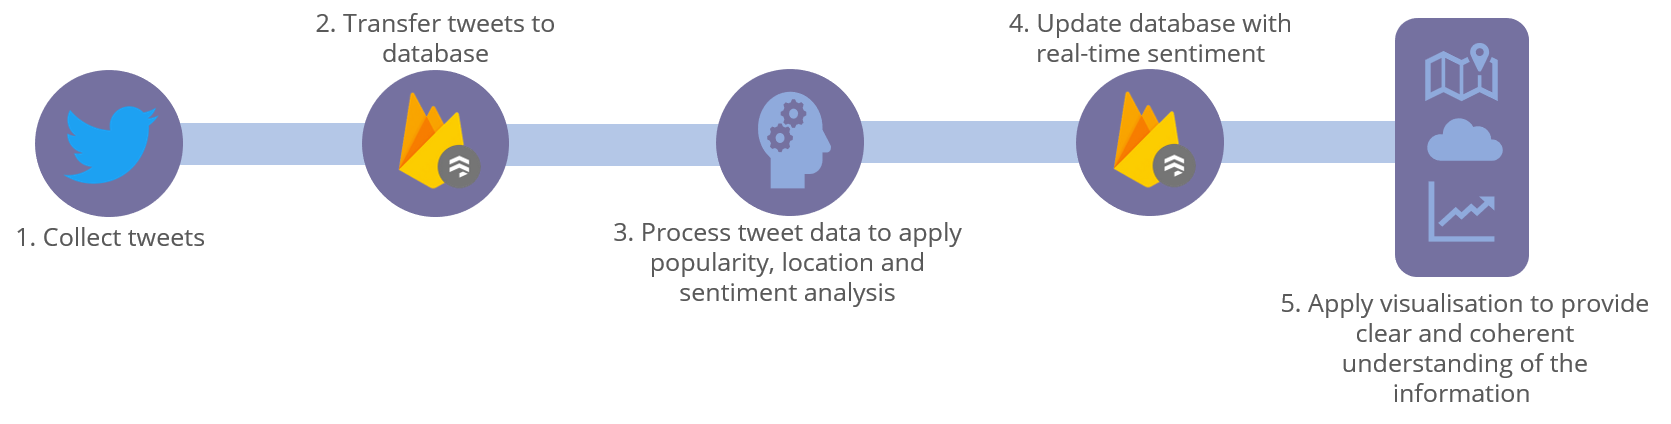 1. Collect tweets
2. Transfer tweets to
database
3. Process tweet data to apply
popularity, location and
sentiment analysis
4. Update database with
real-time sentiment
5. Apply visualisation to provide
clear and coherent
understanding of the
information